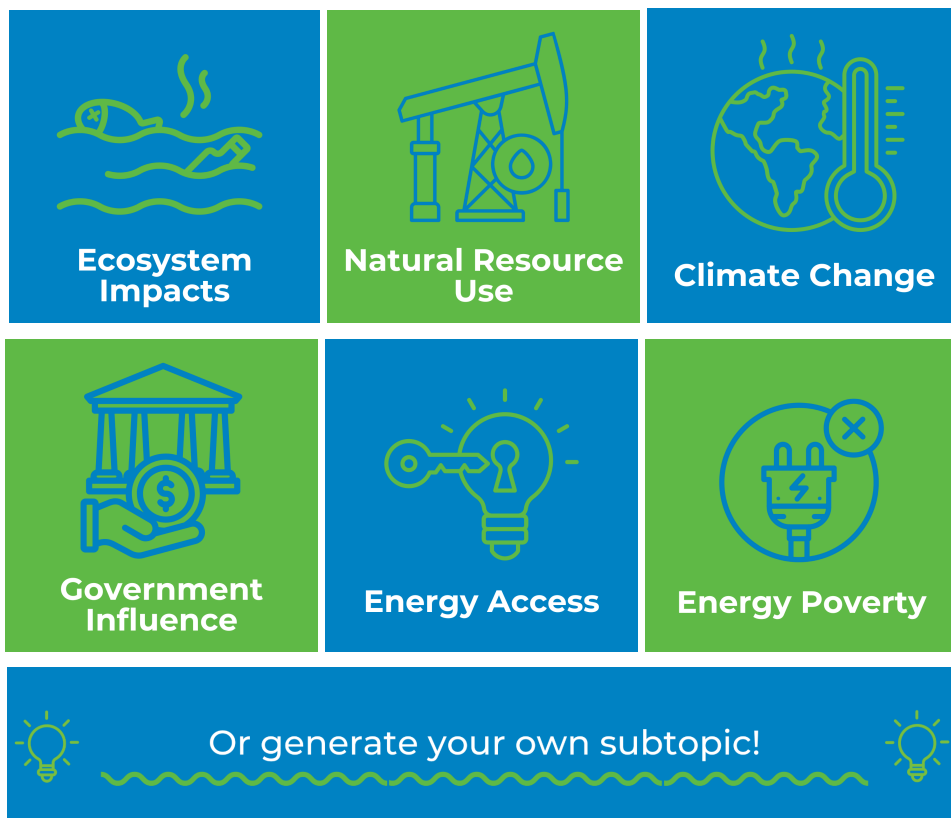 Ecosystem
Impacts
Natural Resource
Use
Climate Change
Government
Influence
$
Energy Access
Energy Poverty
Or generate your own subtopic!